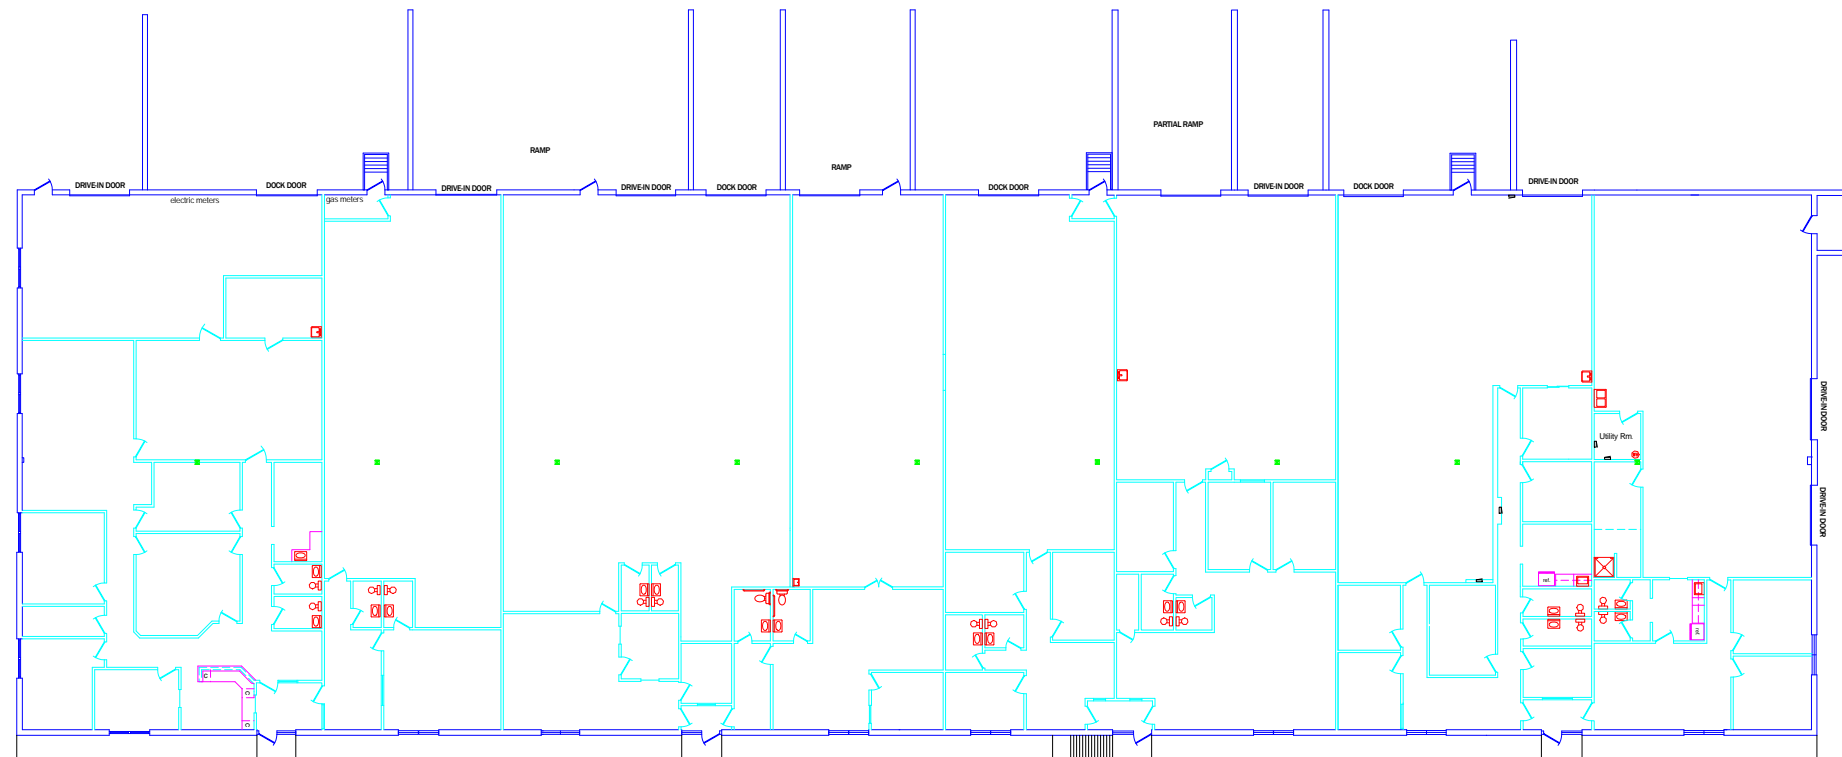 PARTIAL RAMP
RAMP
RAMP
DRIVE-IN DOOR
DOCK DOOR
DRIVE-IN DOOR
DRIVE-IN DOOR
DOCK DOOR
DOCK DOOR
DRIVE-IN DOOR
DOCK DOOR
DRIVE-IN DOOR
electric meters
gas meters
DRIVE-IN DOOR
Utility Rm.
DRIVE-IN DOOR
ref.
ref.
C
C
C